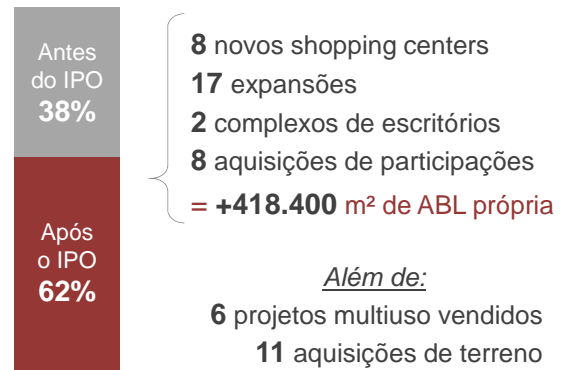 Antes
do IPO
38%
Após
o IPO
62%
8 novos shopping centers
17 expansões
2 complexos de escritórios
8 aquisições de participações
= +418.400 m² de ABL própria
Além de:
6 projetos multiuso vendidos
11 aquisições de terreno